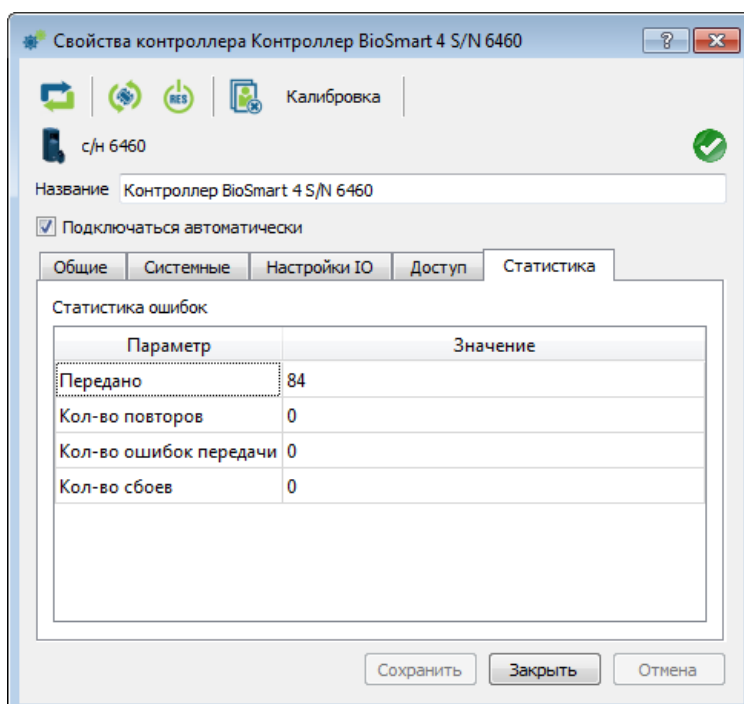 Свойства контроллера Контроллер BioSmart 4 S/N 6460
RES Калибровка
с/н 6460
Название Контроллер BioSmart 4 S/N 6460
Подключаться автоматически
Общие Системные Настройки IO Доступ Статистика
Статистика ошибок
Параметр Значение
Передано 84
Кол-во повторов 0
Кол-во ошибок передачи 0
Кол-во сбоев 0
Сохранить Закрыть Отмена